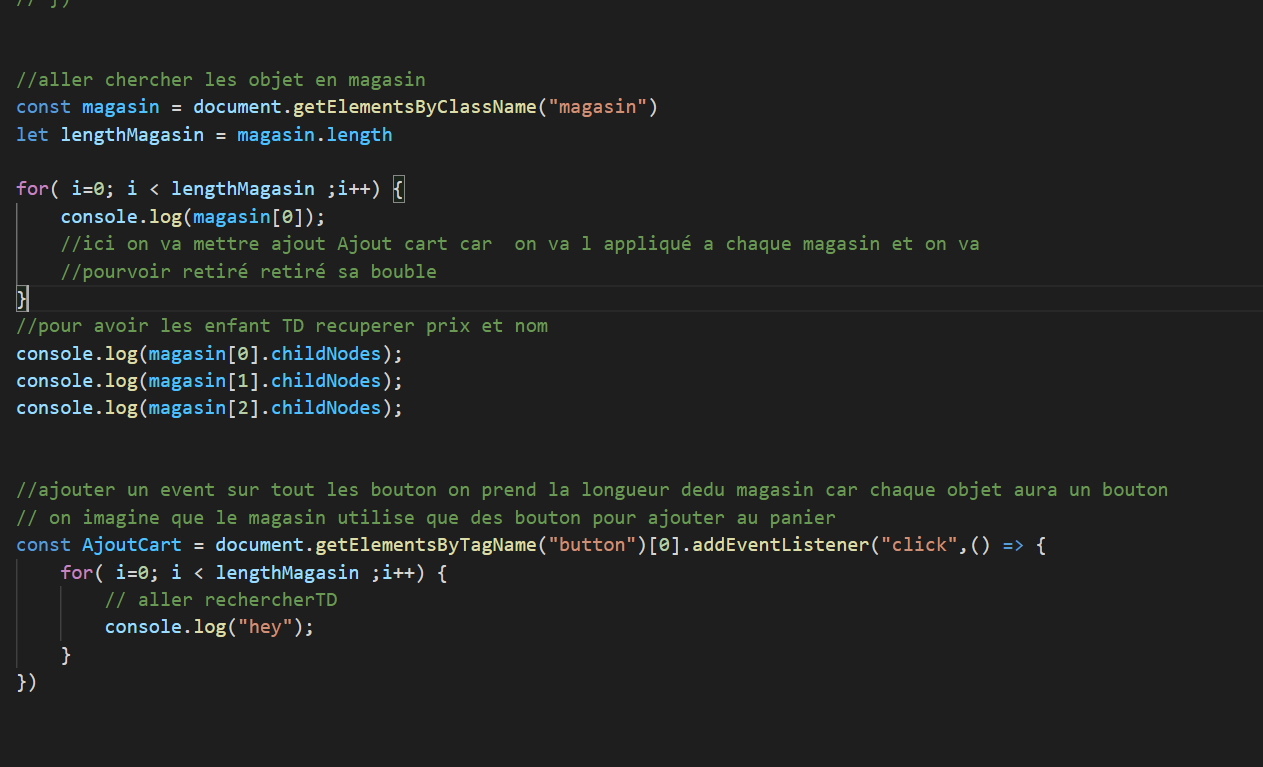 // })
//aller chercher les objet en magasin
const magasin = document.getElementsByClassName("magasin")
let lengthMagasin = magasin.length
for( i=0; i < lengthMagasin ;i++) {
    console.log(magasin[0]);
    //ici on va mettre ajout Ajout cart car  on va l appliqué a chaque magasin et on va
    //pourvoir retiré retiré sa bouble
}
//pour avoir les enfant TD recuperer prix et nom
console.log(magasin[0].childNodes);
console.log(magasin[1].childNodes);
console.log(magasin[2].childNodes);
//ajouter un event sur tout les bouton on prend la longueur dedu magasin car chaque objet aura un bouton
// on imagine que le magasin utilise que des bouton pour ajouter au panier
const AjoutCart = document.getElementsByTagName("button")[0].addEventListener("click",() => {
    for( i=0; i < lengthMagasin ;i++) {
        // aller rechercherTD
        console.log("hey");
    }
})